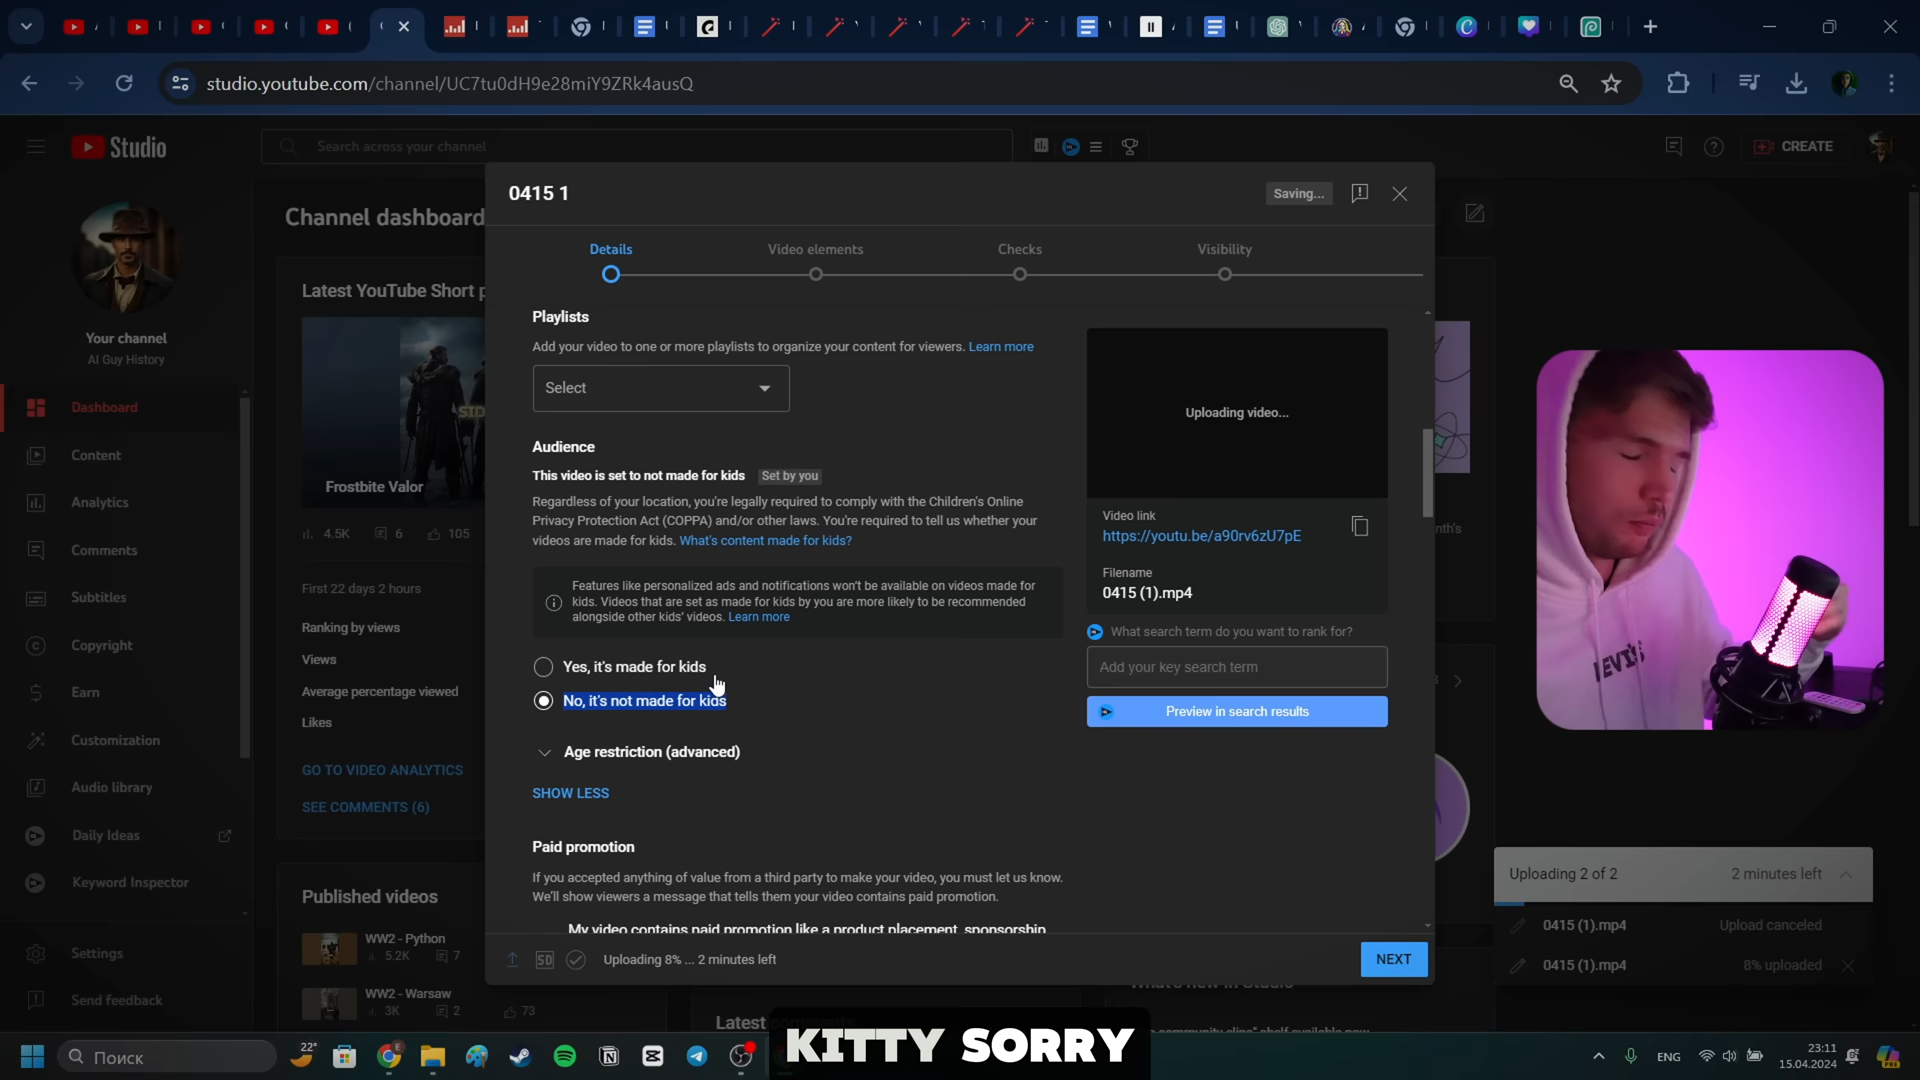 studio.youtube.com/channel/UC7tu0dH9e28miY9ZRk4ausQ
Studio
Search across your channel
CREATE
Your channel
AI Guy History
Dashboard
Content
Analytics
Comments
Subtitles
Copyright
Earn
Customization
Audio library
Daily Ideas
Keyword Inspector
Settings
Send feedback
Channel dashboard
Latest YouTube Short p
SID
Frostbite Valor
4.5K 6 105
First 22 days 2 hours
Ranking by views
Views
Average percentage viewed
Likes
GO TO VIDEO ANALYTICS
SEE COMMENTS (6)
Published videos
WW2 - Python
5.2K 7
WW2 - Warsaw
3K 2 73
0415 1
Saving...
Details
Video elements
Checks
Visibility
Playlists
Add your video to one or more playlists to organize your content for viewers. Learn more
Select
Audience
This video is set to not made for kids Set by you
Regardless of your location, you're legally required to comply with the Children's Online
Privacy Protection Act (COPPA) and/or other laws. You're required to tell us whether your
videos are made for kids. What's content made for kids?
Features like personalized ads and notifications won't be available on videos made for
kids. Videos that are set as made for kids by you are more likely to be recommended
alongside other kids' videos. Learn more
Yes, it's made for kids
No, it's not made for kids
Age restriction (advanced)
SHOW LESS
Paid promotion
If you accepted anything of value from a third party to make your video, you must let us know.
We'll show viewers a message that tells them your video contains paid promotion.
My video contains paid promotion like a product placement, sponsorship
Uploading video...
Video link
https://youtu.be/a90rv6zU7pE
Filename
0415 (1).mp4
What search term do you want to rank for?
Add your key search term
Preview in search results
SD
Uploading 8% ... 2 minutes left
NEXT
nth's
LEVI'S
Uploading 2 of 2
2 minutes left
0415 (1).mp4
Upload canceled
0415 (1).mp4
8% uploaded
What's new in Studio
Latest comments
KITTY SORRY
Поиск
22°
ENG
23:11
15.04.2024